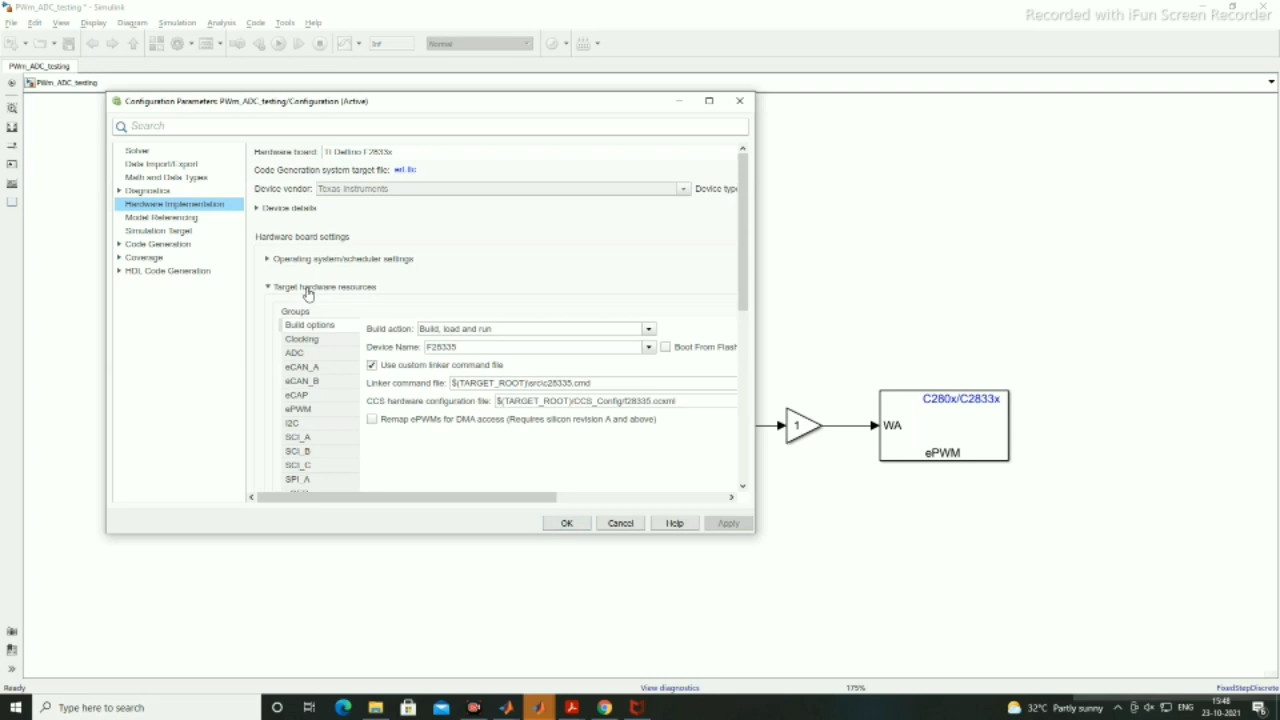 PWm_ADC_testing * - Simulink
Recorded with iFun Screen Recorder
File Edit View Display Diagram Simulation Analysis Code Tools Help
Inf Normal
PWm_ADC_testing
PWm_ADC_testing
Configuration Parameters: PWm_ADC_testing/Configuration (Active)
Search
Solver
Data Import/Export
Math and Data Types
Diagnostics
Hardware Implementation
Model Referencing
Simulation Target
Code Generation
Coverage
HDL Code Generation
Hardware board: TI Delfino F2833x
Code Generation system target file: ert.tlc
Device vendor: Texas Instruments Device type
Device details
Hardware board settings
Operating system/scheduler settings
Target hardware resources
Groups
Build options
Clocking
ADC
eCAN_A
eCAN_B
eCAP
ePWM
I2C
SCI_A
SCI_B
SCI_C
SPI_A
Build action: Build, load and run
Device Name: F28335 Boot From Flash
Use custom linker command file
Linker command file: $(TARGET_ROOT)\src\c28335.cmd
CCS hardware configuration file: $(TARGET_ROOT)/CCS_Config/f28335.ccxml
Remap ePWMs for DMA access (Requires silicon revision A and above)
OK Cancel Help Apply
1
C280x/C2833x
WA
ePWM
Ready View diagnostics 175% FixedStepDiscrete
Type here to search
32°C Partly sunny ENG 15:48
23-10-2021
6